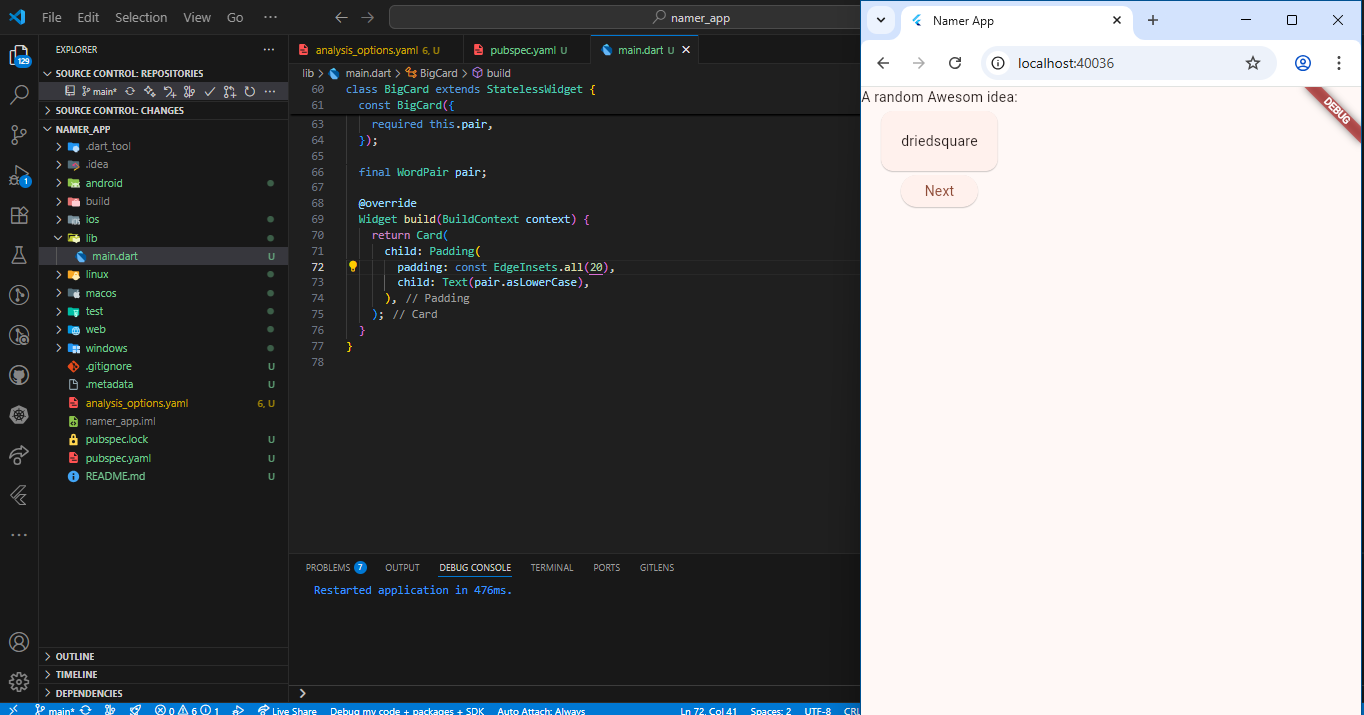 File Edit Selection View Go ··· namer_app
EXPLORER ···
SOURCE CONTROL: REPOSITORIES
main* ···
SOURCE CONTROL: CHANGES
NAMER_APP
.dart_tool
.idea
android
build
ios
lib
main.dart U
linux
macos
test
web
windows
.gitignore U
.metadata U
analysis_options.yaml 6, U
namer_app.iml
pubspec.lock U
pubspec.yaml U
README.md U
OUTLINE
TIMELINE
DEPENDENCIES
129
1
analysis_options.yaml 6, U pubspec.yaml U main.dart U
lib > main.dart > BigCard > build
60 class BigCard extends StatelessWidget {
61 const BigCard({
63 required this.pair,
64 });
65
66 final WordPair pair;
67
68 @override
69 Widget build(BuildContext context) {
70 return Card(
71 child: Padding(
72 padding: const EdgeInsets.all(20),
73 child: Text(pair.asLowerCase),
74 ), // Padding
75 ); // Card
76 }
77 }
78
PROBLEMS 7 OUTPUT DEBUG CONSOLE TERMINAL PORTS GITLENS
Restarted application in 476ms.
>
main* 0 6 1 Live Share Debug my code + packages + SDK Auto Attach: Always Ln 72, Col 41 Spaces: 2 UTF-8
Namer App
localhost:40036
A random Awesom idea:
DEBUG
driedsquare
Next